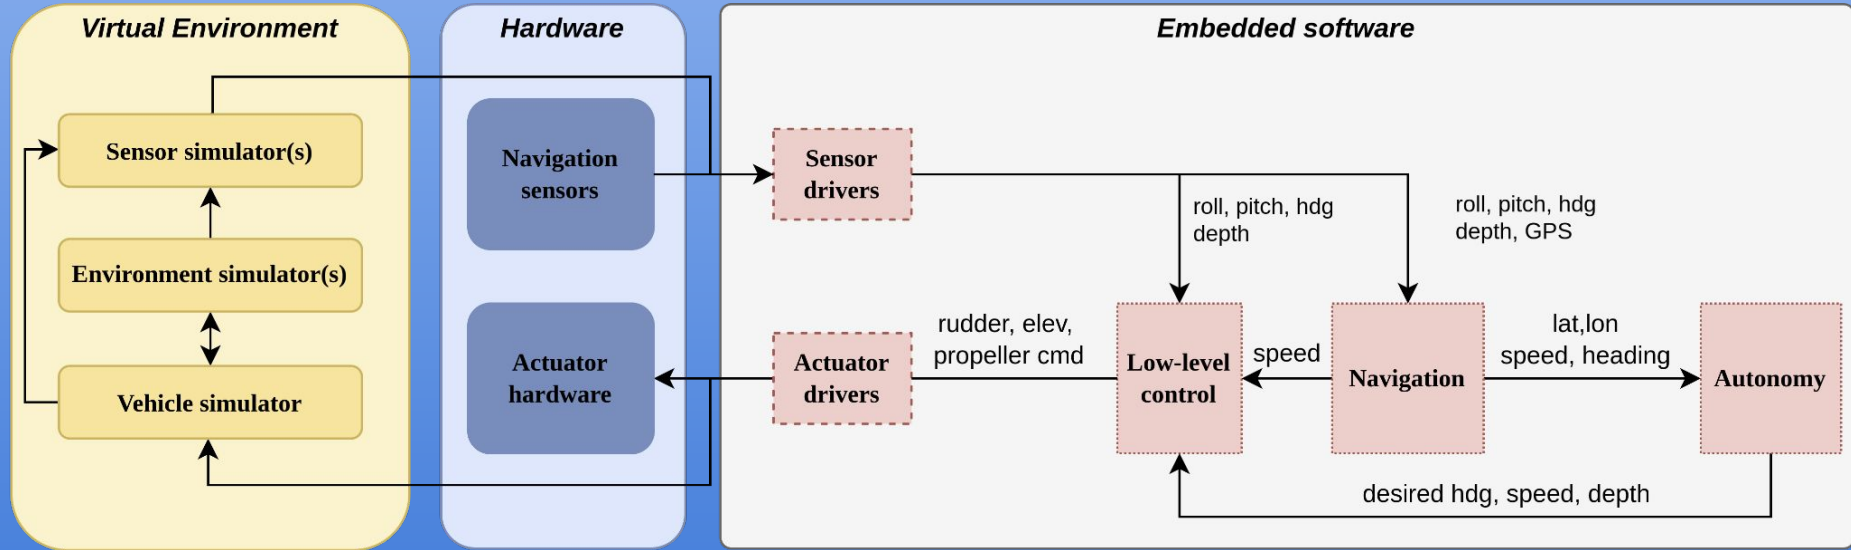 Virtual Environment
Hardware
Embedded software
Sensor simulator(s)
Environment simulator(s)
Vehicle simulator
Navigation
sensors
Actuator
hardware
Sensor
drivers
roll, pitch, hdg
depth
roll, pitch, hdg
depth, GPS
Actuator
drivers
rudder, elev,
propeller cmd
Low-level
control
speed
Navigation
lat,lon
speed, heading
Autonomy
desired hdg, speed, depth